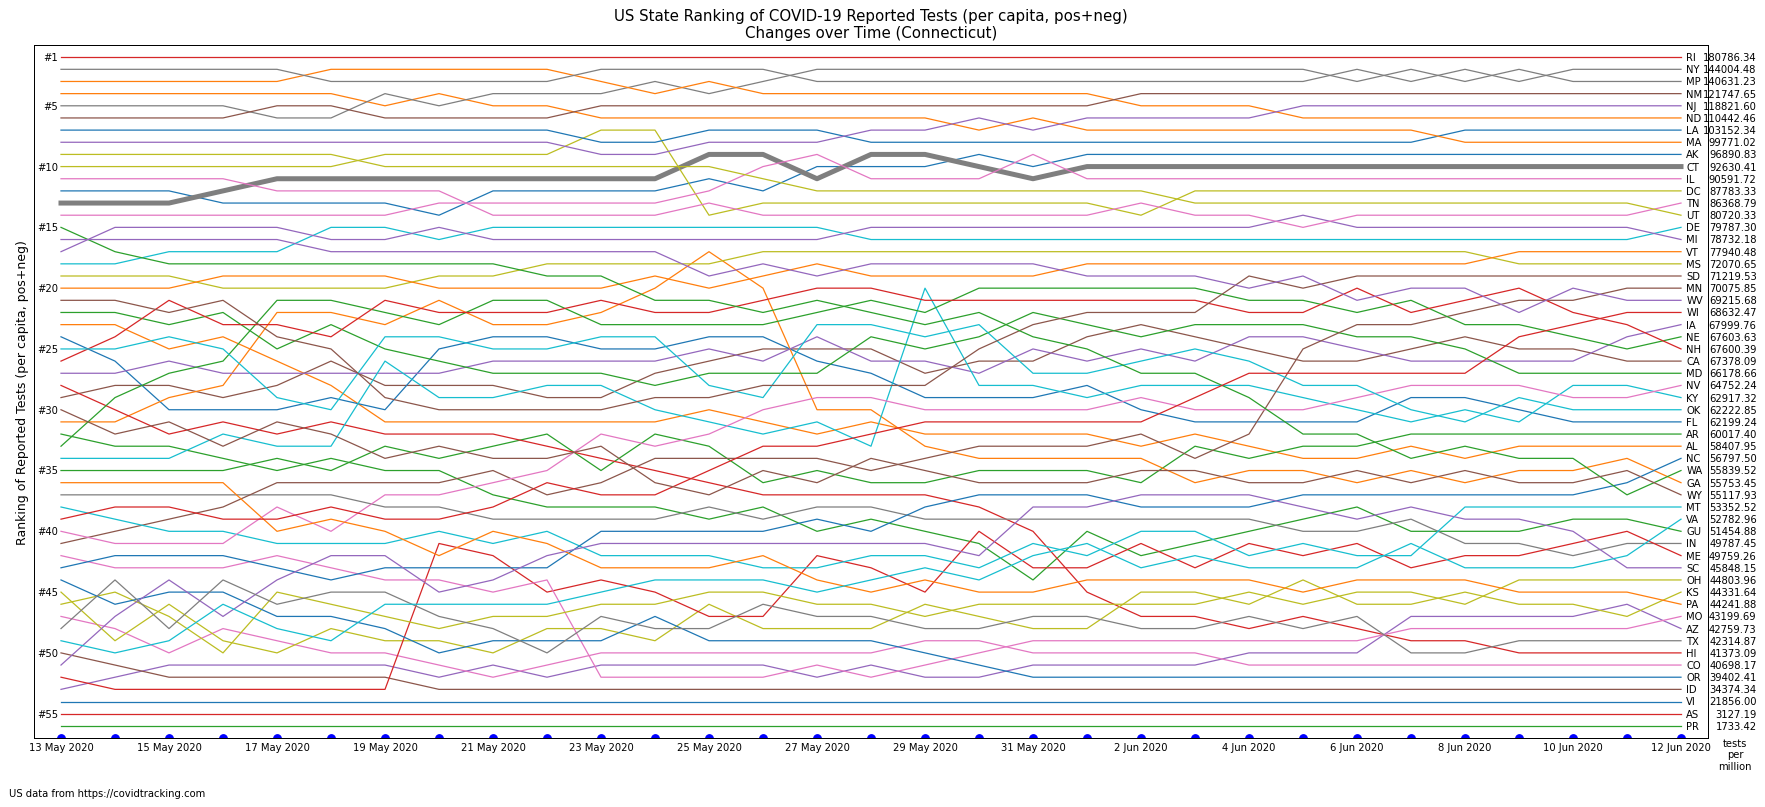 US State Ranking of COVID-19 Reported Tests (per capita, pos+neg)
Changes over Time (Connecticut)
Ranking of Reported Tests (per capita, pos+neg)
#1
#5
#10
#15
#20
#25
#30
#35
#40
#45
#50
#55
RI 180786.34
NY 144004.48
MP 140631.23
NM 121747.65
NJ 118821.60
ND 110442.46
LA 103152.34
MA 99771.02
AK 96890.83
CT 92630.41
IL 90591.72
DC 87783.33
TN 86368.79
UT 80720.33
DE 79787.30
MI 78732.18
VT 77940.48
MS 72070.65
SD 71219.53
MN 70075.85
WV 69215.68
WI 68632.47
IA 67999.76
NE 67603.63
NH 67600.39
CA 67378.09
MD 66178.66
NV 64752.24
KY 62917.32
OK 62222.85
FL 62199.24
AR 60017.40
AL 58407.95
NC 56797.50
WA 55839.52
GA 55753.45
WY 55117.93
MT 53352.52
VA 52782.96
GU 51454.88
IN 49787.45
ME 49759.26
SC 45848.15
OH 44803.96
KS 44331.64
PA 44241.88
MO 43199.69
AZ 42759.73
TX 42314.87
HI 41373.09
CO 40698.17
OR 39402.41
ID 34374.34
VI 21856.00
AS 3127.19
PR 1733.42
13 May 2020 15 May 2020 17 May 2020 19 May 2020 21 May 2020 23 May 2020 25 May 2020 27 May 2020 29 May 2020 31 May 2020 2 Jun 2020 4 Jun 2020 6 Jun 2020 8 Jun 2020 10 Jun 2020 12 Jun 2020
tests
per
million
US data from https://covidtracking.com